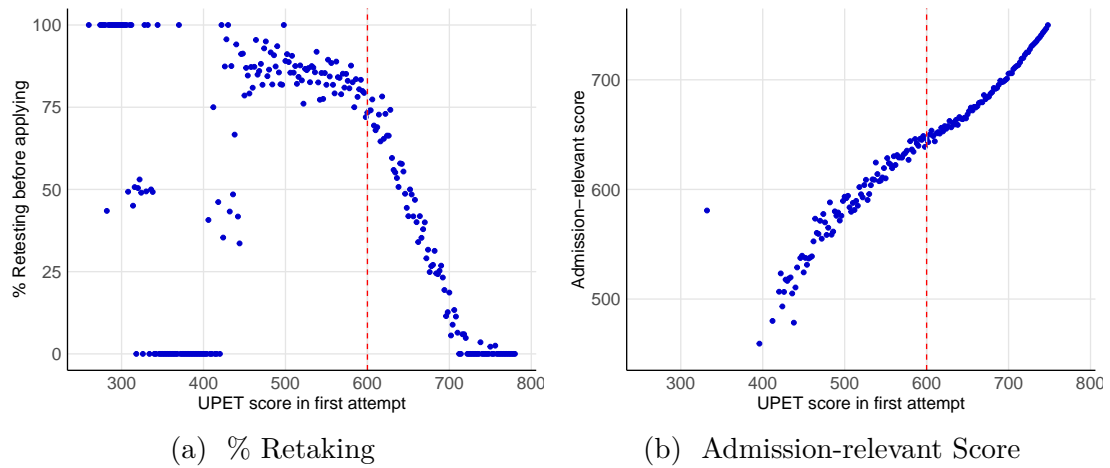 100
75
50
25
0
% Retesting before applying
300 400 500 600 700 800
UPET score in first attempt
(a) % Retaking
700
600
500
Admission−relevant score
300 400 500 600 700 800
UPET score in first attempt
(b) Admission-relevant Score